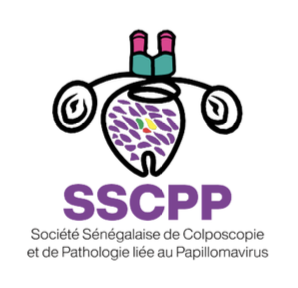 SSCPP
Société Sénégalaise de Colposcopie
et de Pathologie liée au Papillomavirus